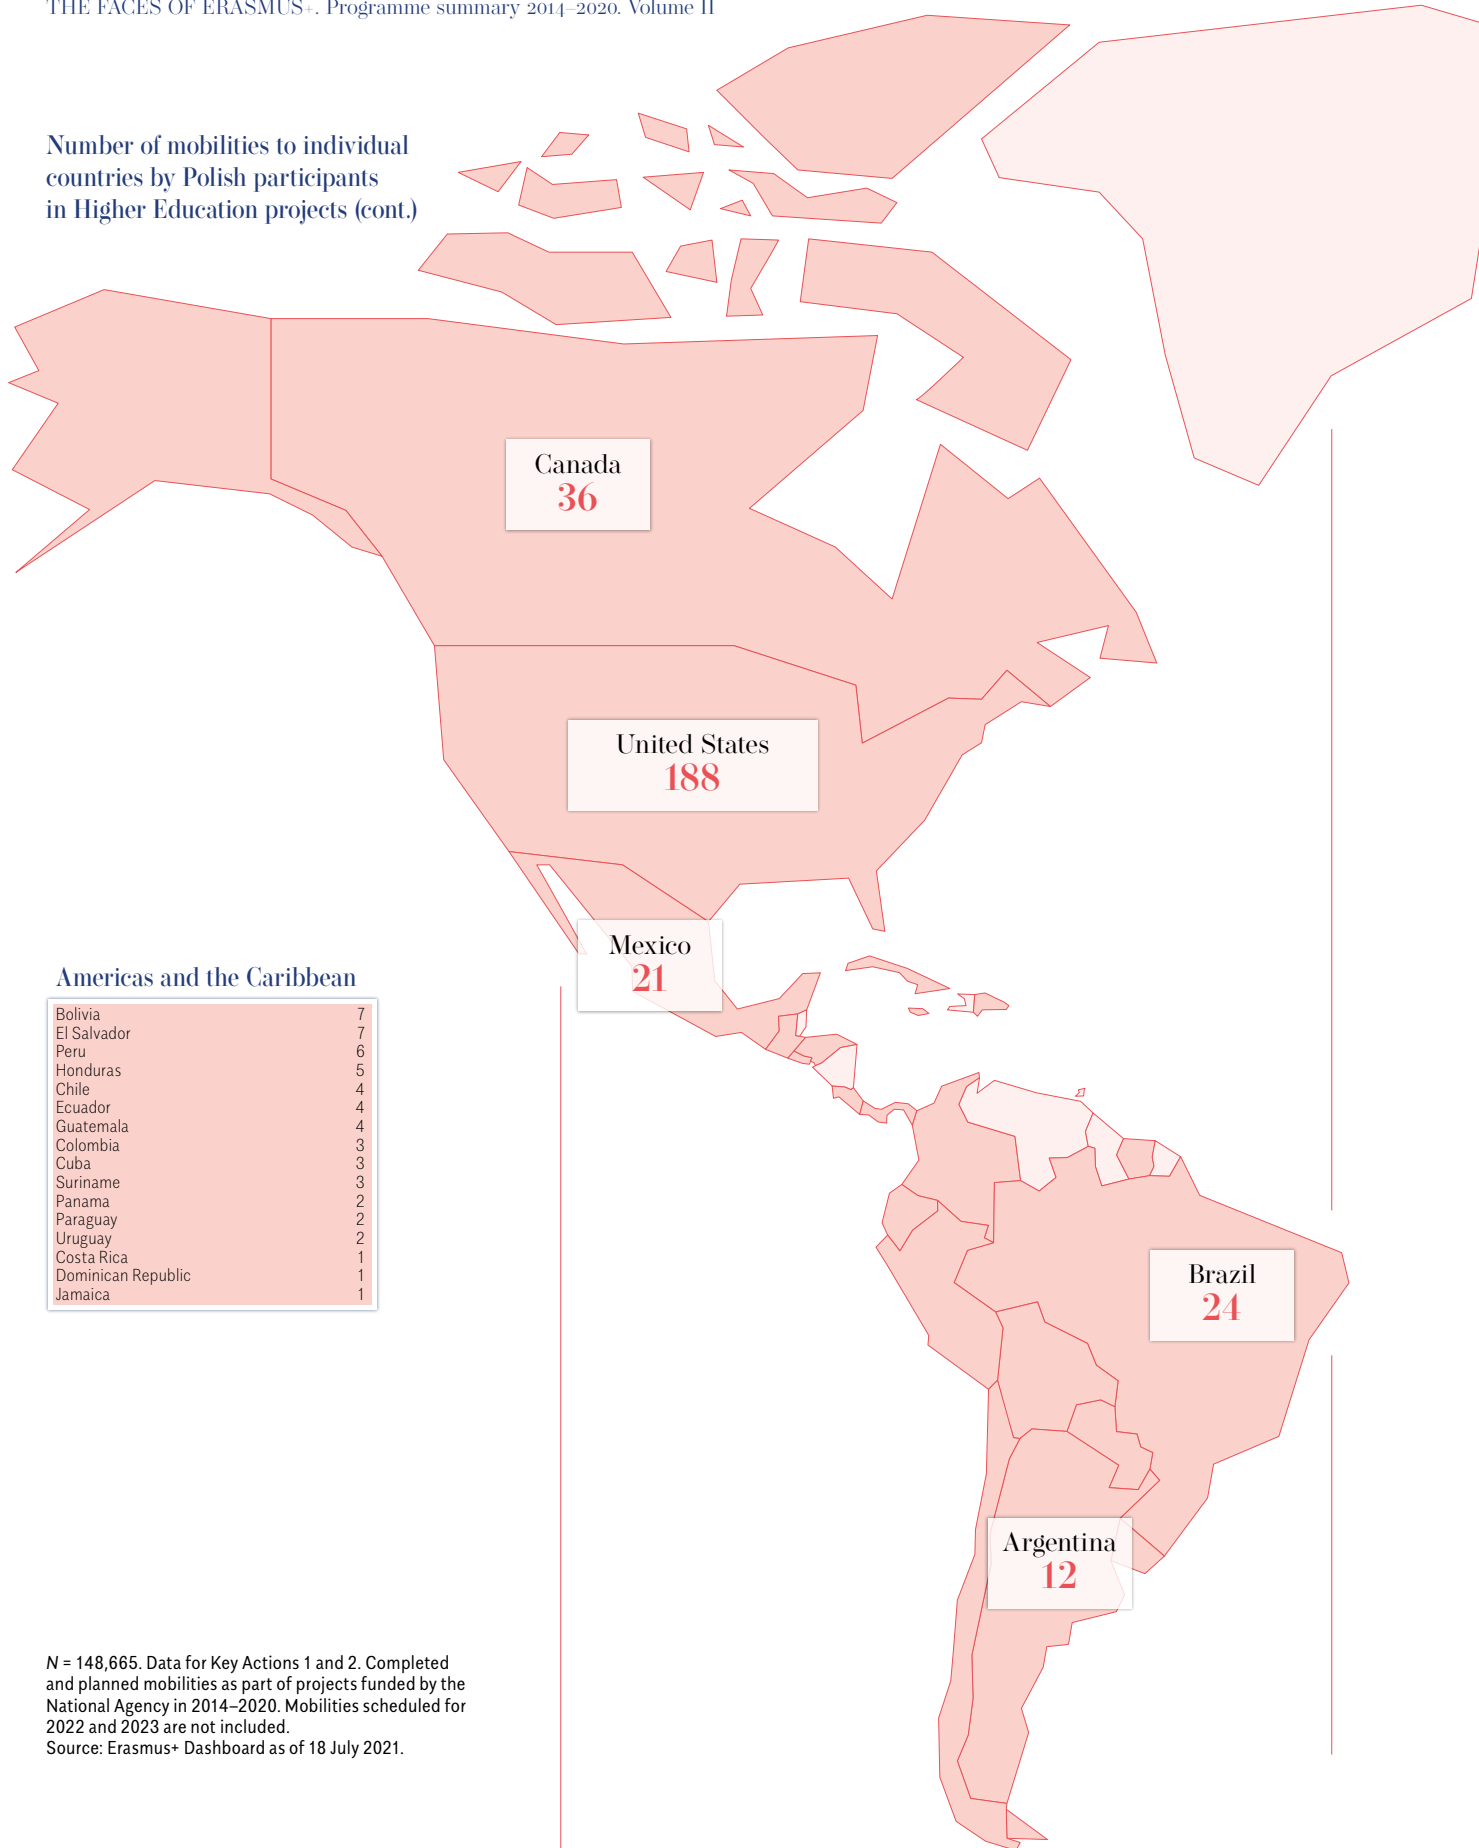 THE FACES OF ERASMUS+. Programme summary 2014–2020. Volume II
Number of mobilities to individual
countries by Polish participants
in Higher Education projects (cont.)
Canada
36
United States
188
Mexico
21
Americas and the Caribbean
Bolivia 7
El Salvador 7
Peru 6
Honduras 5
Chile 4
Ecuador 4
Guatemala 4
Colombia 3
Cuba 3
Suriname 3
Panama 2
Paraguay 2
Uruguay 2
Costa Rica 1
Dominican Republic 1
Jamaica 1
Brazil
24
Argentina
12
N = 148,665. Data for Key Actions 1 and 2. Completed
and planned mobilities as part of projects funded by the
National Agency in 2014–2020. Mobilities scheduled for
2022 and 2023 are not included.
Source: Erasmus+ Dashboard as of 18 July 2021.